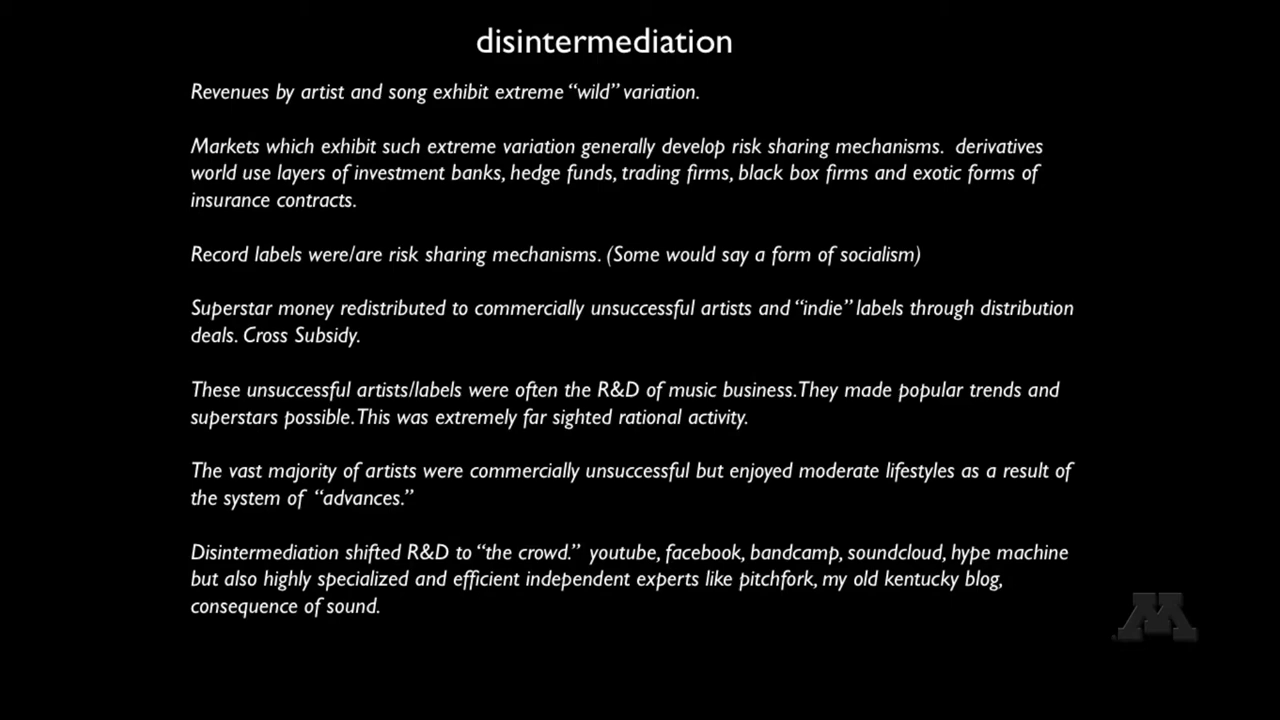 disintermediation
Revenues by artist and song exhibit extreme “wild” variation.
Markets which exhibit such extreme variation generally develop risk sharing mechanisms.  derivatives
world use layers of investment banks, hedge funds, trading firms, black box firms and exotic forms of
insurance contracts.
Record labels were/are risk sharing mechanisms. (Some would say a form of socialism)
Superstar money redistributed to commercially unsuccessful artists and “indie” labels through distribution
deals. Cross Subsidy.
These unsuccessful artists/labels were often the R&D of music business. They made popular trends and
superstars possible. This was extremely far sighted rational activity.
The vast majority of artists were commercially unsuccessful but enjoyed moderate lifestyles as a result of
the system of  “advances.”
Disintermediation shifted R&D to “the crowd.”  youtube, facebook, bandcamp, soundcloud, hype machine
but also highly specialized and efficient independent experts like pitchfork, my old kentucky blog,
consequence of sound.
M